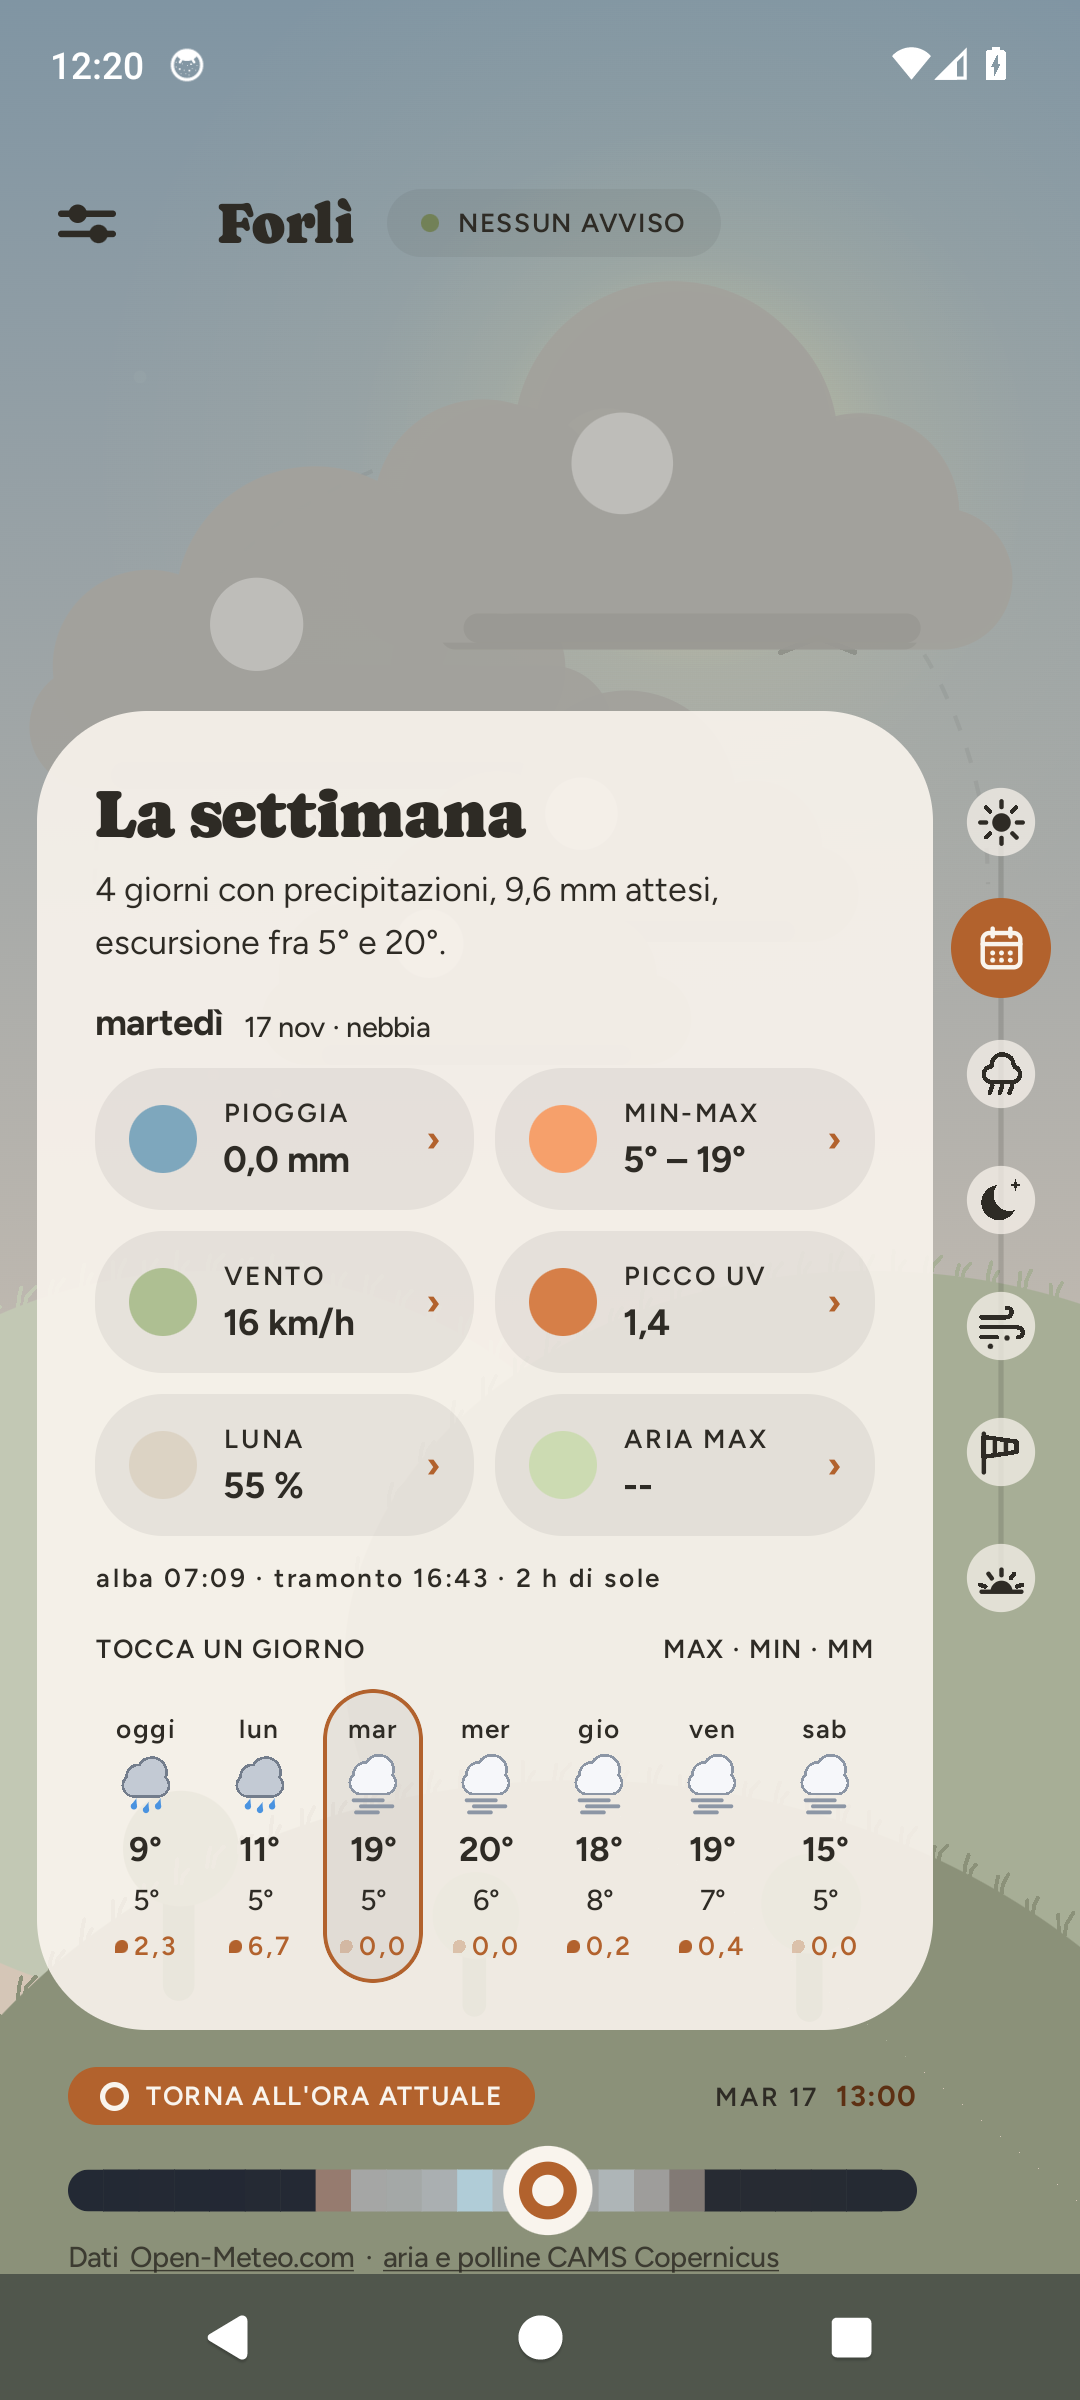 12:20
Forlì
NESSUN AVVISO
La settimana
4 giorni con precipitazioni, 9,6 mm attesi,
escursione fra 5° e 20°.
martedì 17 nov · nebbia
PIOGGIA
0,0 mm
›
MIN-MAX
5° – 19°
›
VENTO
16 km/h
›
PICCO UV
1,4
›
LUNA
55 %
›
ARIA MAX
--
›
alba 07:09 · tramonto 16:43 · 2 h di sole
TOCCA UN GIORNO
MAX · MIN · MM
oggi lun mar mer gio ven sab
9° 11° 19° 20° 18° 19° 15°
5° 5° 5° 6° 8° 7° 5°
2,3 6,7 0,0 0,0 0,2 0,4 0,0
TORNA ALL'ORA ATTUALE
MAR 17 13:00
Dati Open-Meteo.com · aria e polline CAMS Copernicus